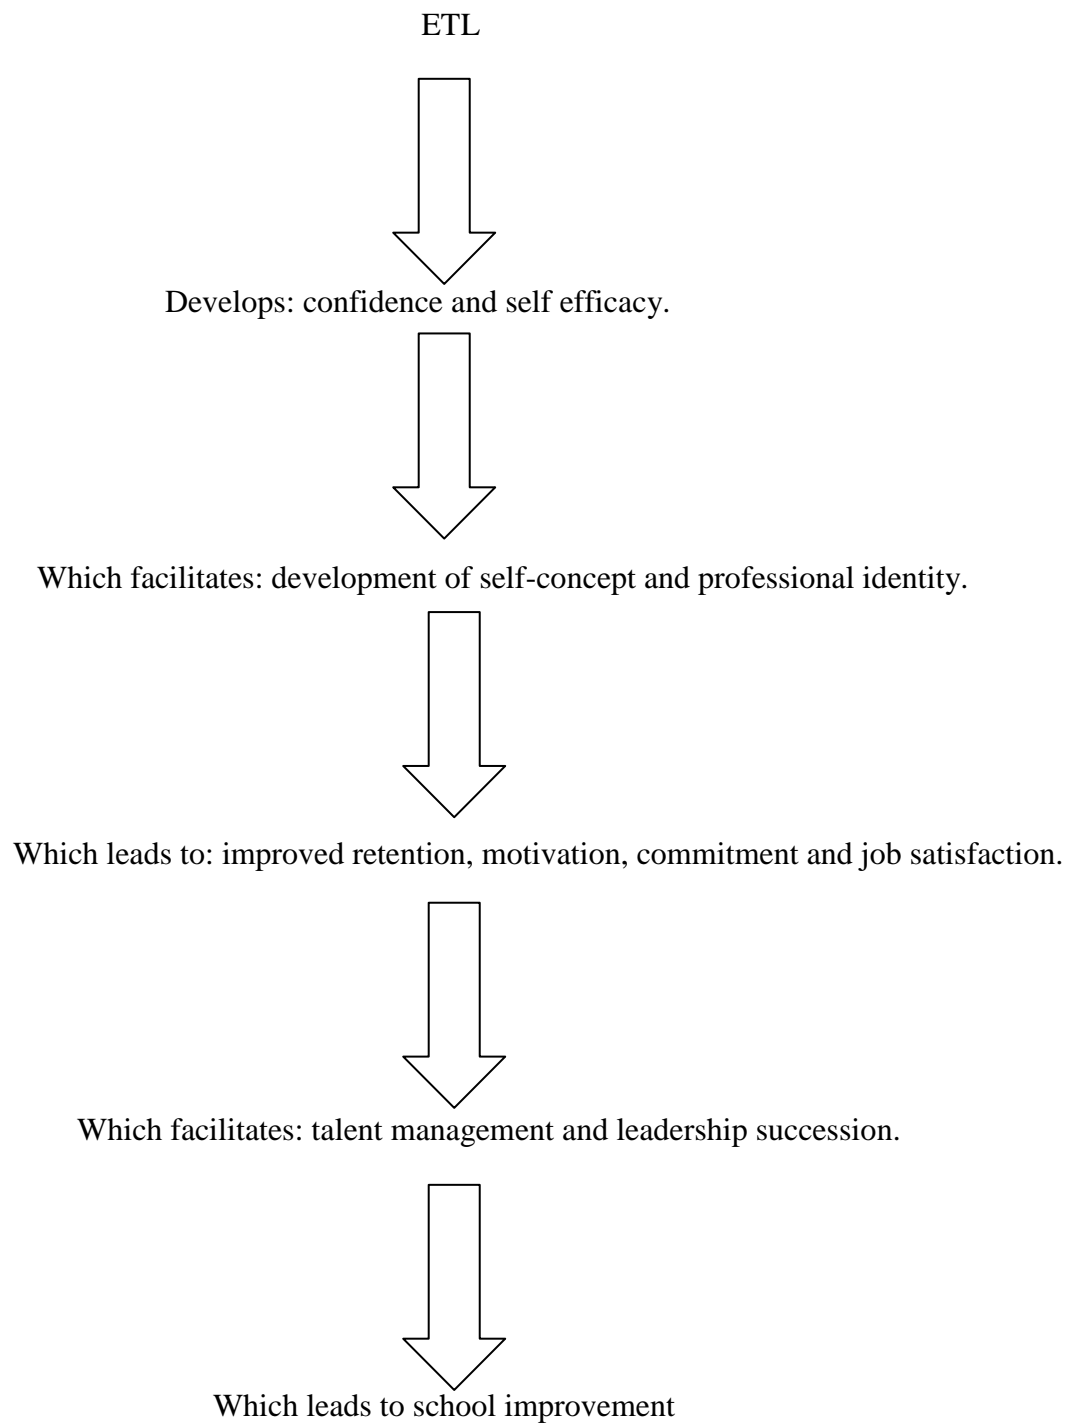 ETL
Develops: confidence and self efficacy.
Which facilitates: development of self-concept and professional identity.
Which leads to: improved retention, motivation, commitment and job satisfaction.
Which facilitates: talent management and leadership succession.
Which leads to school improvement